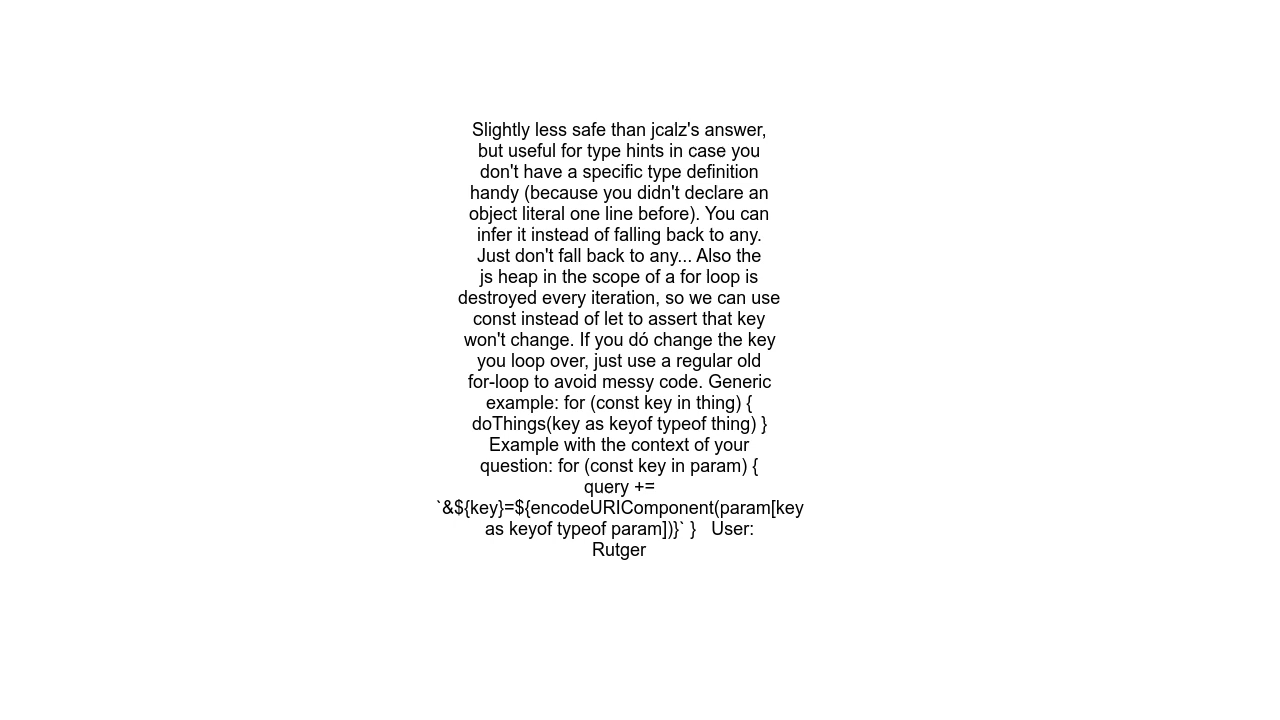 Slightly less safe than jcalz's answer,
but useful for type hints in case you
don't have a specific type definition
handy (because you didn't declare an
object literal one line before). You can
infer it instead of falling back to any.
Just don't fall back to any... Also the
js heap in the scope of a for loop is
destroyed every iteration, so we can use
const instead of let to assert that key
won't change. If you dó change the key
you loop over, just use a regular old
for-loop to avoid messy code. Generic
example: for (const key in thing) {
doThings(key as keyof typeof thing) }
Example with the context of your
question: for (const key in param) {
query +=
`&${key}=${encodeURIComponent(param[key
as keyof typeof param])}` }   User:
Rutger